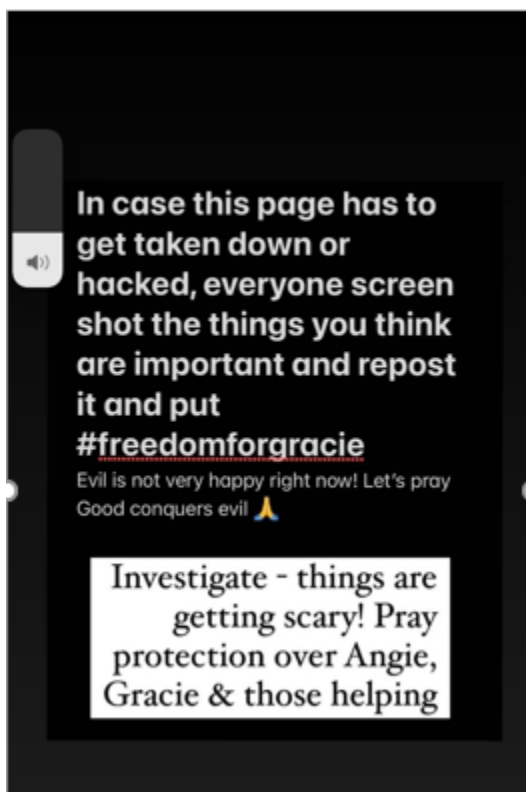 In case this page has to
get taken down or
hacked, everyone screen
shot the things you think
are important and repost
it and put
#freedomforgracie
Evil is not very happy right now! Let's pray
Good conquers evil 🙏
Investigate - things are
getting scary! Pray
protection over Angie,
Gracie & those helping